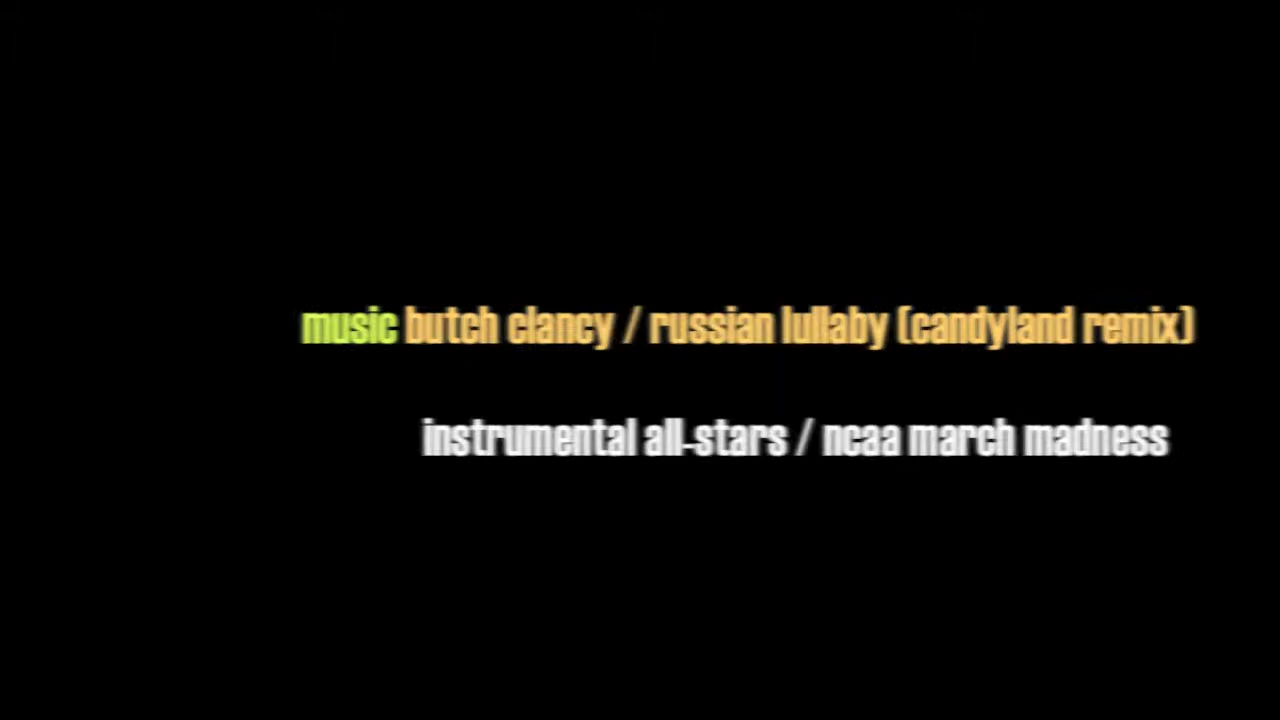 music butch clancy / russian lullaby (candyland remix)
instrumental all-stars / ncaa march madness